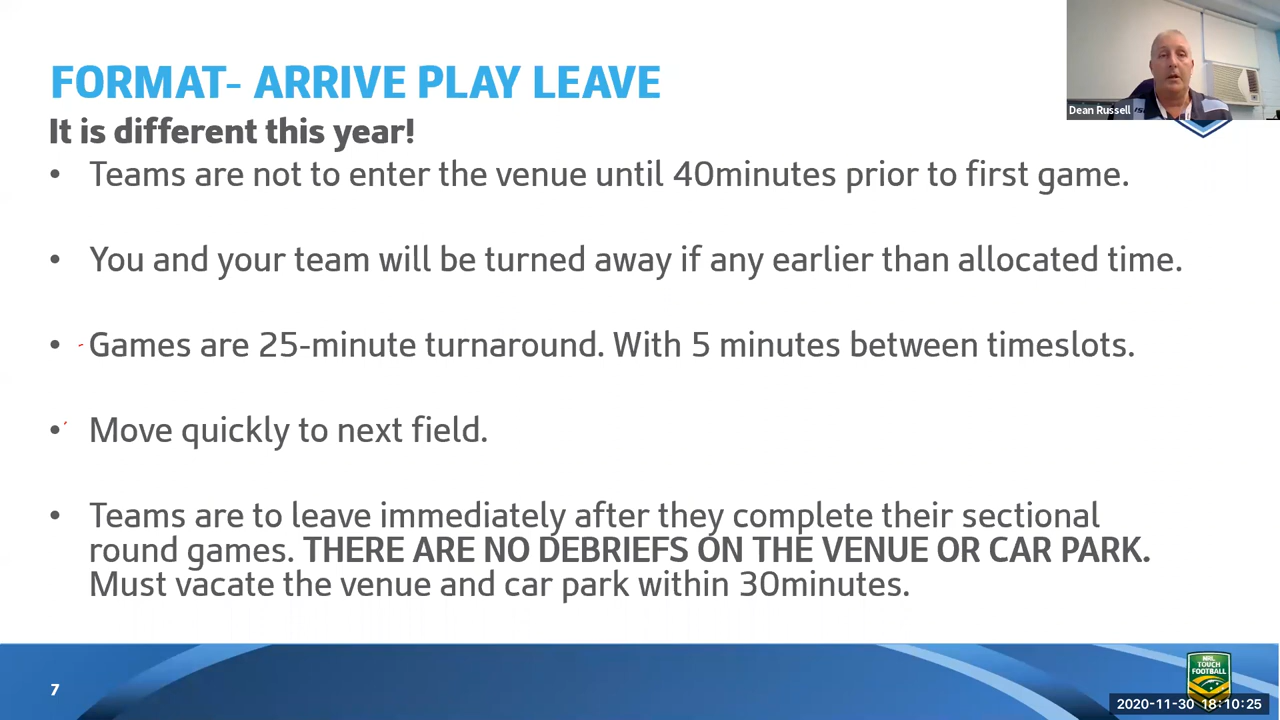 FORMAT- ARRIVE PLAY LEAVE
Dean Russell
It is different this year!
• Teams are not to enter the venue until 40minutes prior to first game.
• You and your team will be turned away if any earlier than allocated time.
• Games are 25-minute turnaround. With 5 minutes between timeslots.
• Move quickly to next field.
• Teams are to leave immediately after they complete their sectional
round games. THERE ARE NO DEBRIEFS ON THE VENUE OR CAR PARK.
Must vacate the venue and car park within 30minutes.
7
NRL
TOUCH
FOOTBALL
2020-11-30 18:10:25